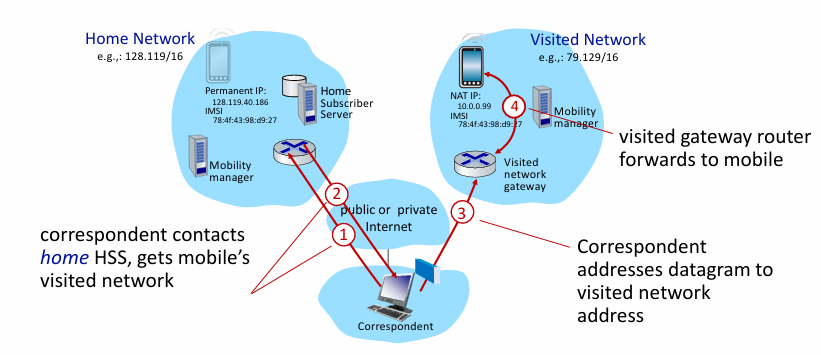 Home Network
e.g.,: 128.119/16
Permanent IP:
128.119.40.186
IMSI
78:4f:43:98:d9:27
Home
Subscriber
Server
Mobility
manager
Visited Network
e.g.,: 79.129/16
NAT IP:
10.0.0.99
IMSI
78:4f:43:98:d9:27
4
Mobility
manager
visited gateway router
forwards to mobile
Visited
network
gateway
2
public or private
Internet
3
1
correspondent contacts
home HSS, gets mobile’s
visited network
Correspondent
addresses datagram to
visited network
address
Correspondent